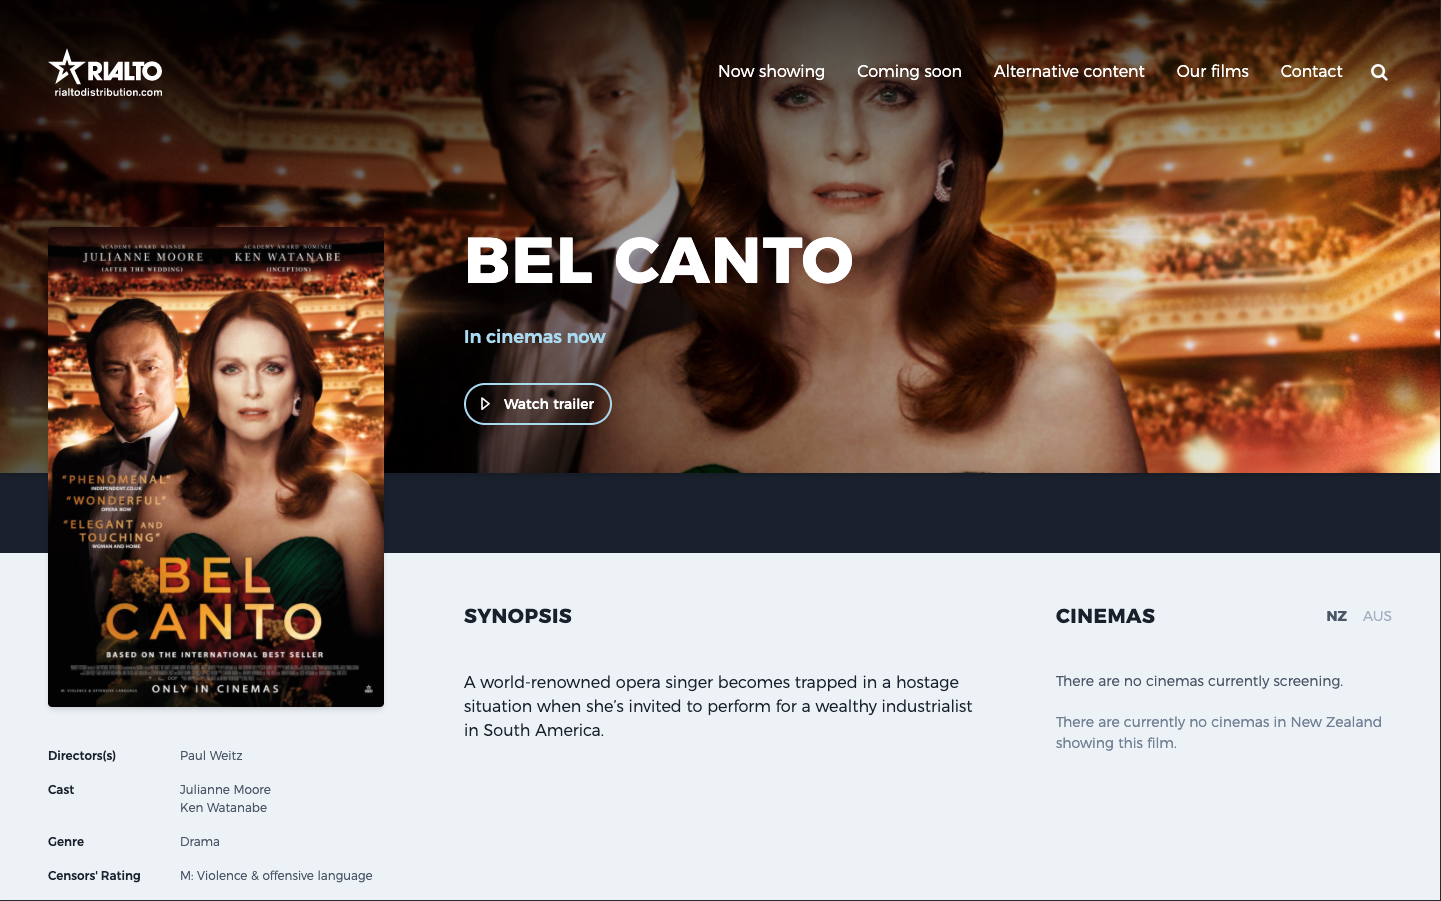 RIALTO
rialtodistribution.com
Now showing
Coming soon
Alternative content
Our films
Contact
BEL CANTO
In cinemas now
Watch trailer
ACADEMY AWARD WINNER
JULIANNE MOORE
(AFTER THE WEDDING)
ACADEMY AWARD NOMINEE
KEN WATANABE
(INCEPTION)
"PHENOMENAL"
INDEPENDENT.CO.UK
"WONDERFUL"
OPERA NOW
"ELEGANT AND
TOUCHING"
WOMAN AND HOME
BEL
CANTO
BASED ON THE INTERNATIONAL BEST SELLER
M: VIOLENCE & OFFENSIVE LANGUAGE
ONLY IN CINEMAS
Directors(s) Paul Weitz
Cast Julianne Moore
Ken Watanabe
Genre Drama
Censors' Rating M: Violence & offensive language
SYNOPSIS
A world-renowned opera singer becomes trapped in a hostage
situation when she’s invited to perform for a wealthy industrialist
in South America.
CINEMAS
NZ AUS
There are no cinemas currently screening.
There are currently no cinemas in New Zealand
showing this film.